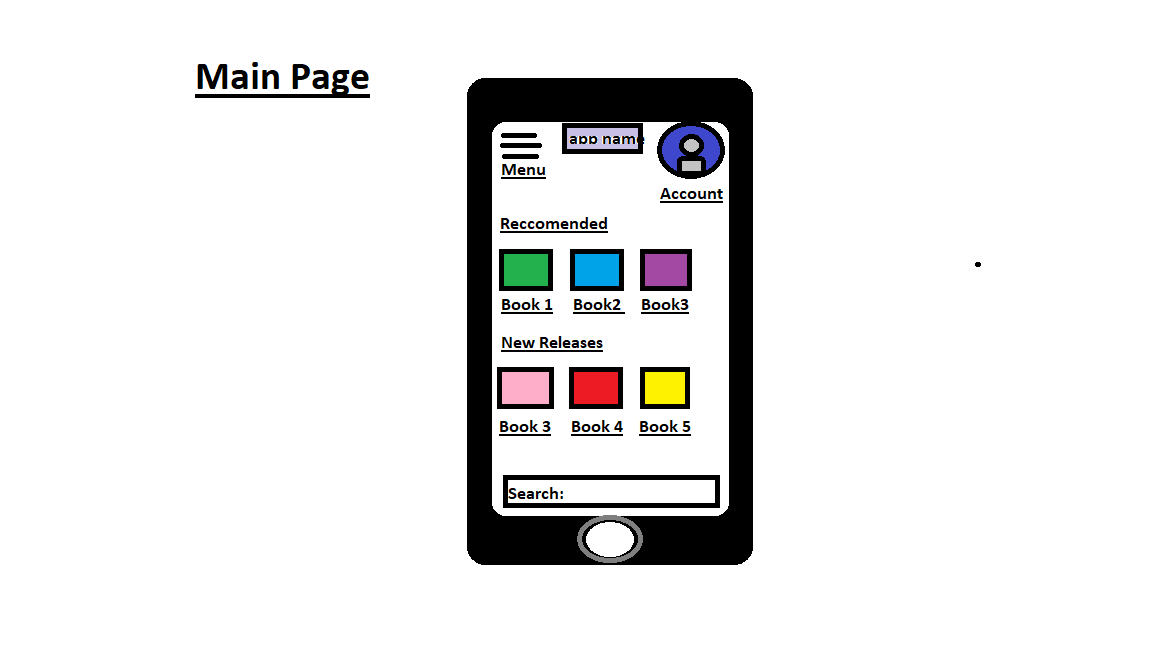 Main Page
app name
Menu
Account
Reccomended
Book 1 Book2 Book3
New Releases
Book 3 Book 4 Book 5
Search: